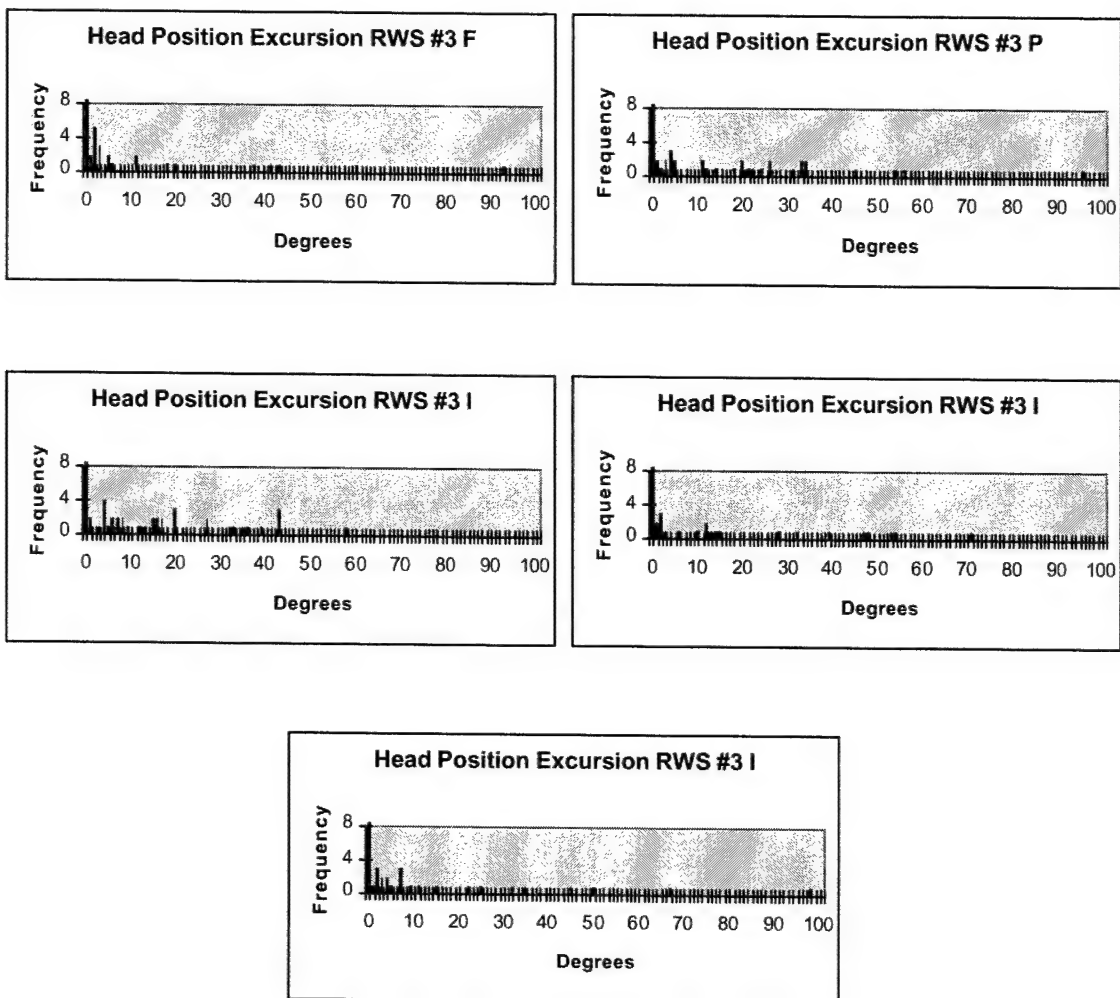 Head Position Excursion RWS #3 F
Frequency
8
4
0
0 10 20 30 40 50 60 70 80 90 100
Degrees
Head Position Excursion RWS #3 P
Frequency
8
4
0
0 10 20 30 40 50 60 70 80 90 100
Degrees
Head Position Excursion RWS #3 I
Frequency
8
4
0
0 10 20 30 40 50 60 70 80 90 100
Degrees
Head Position Excursion RWS #3 I
Frequency
8
4
0
0 10 20 30 40 50 60 70 80 90 100
Degrees
Head Position Excursion RWS #3 I
Frequency
8
4
0
0 10 20 30 40 50 60 70 80 90 100
Degrees